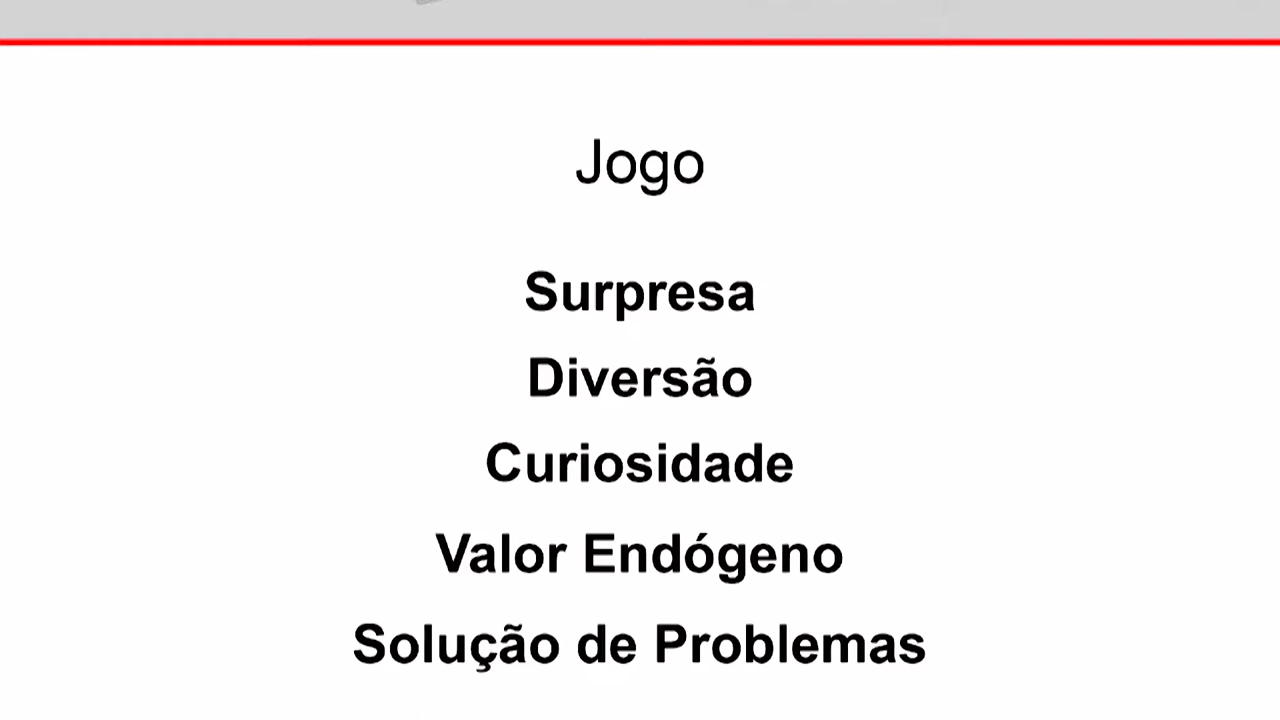 Jogo
Surpresa
Diversão
Curiosidade
Valor Endógeno
Solução de Problemas